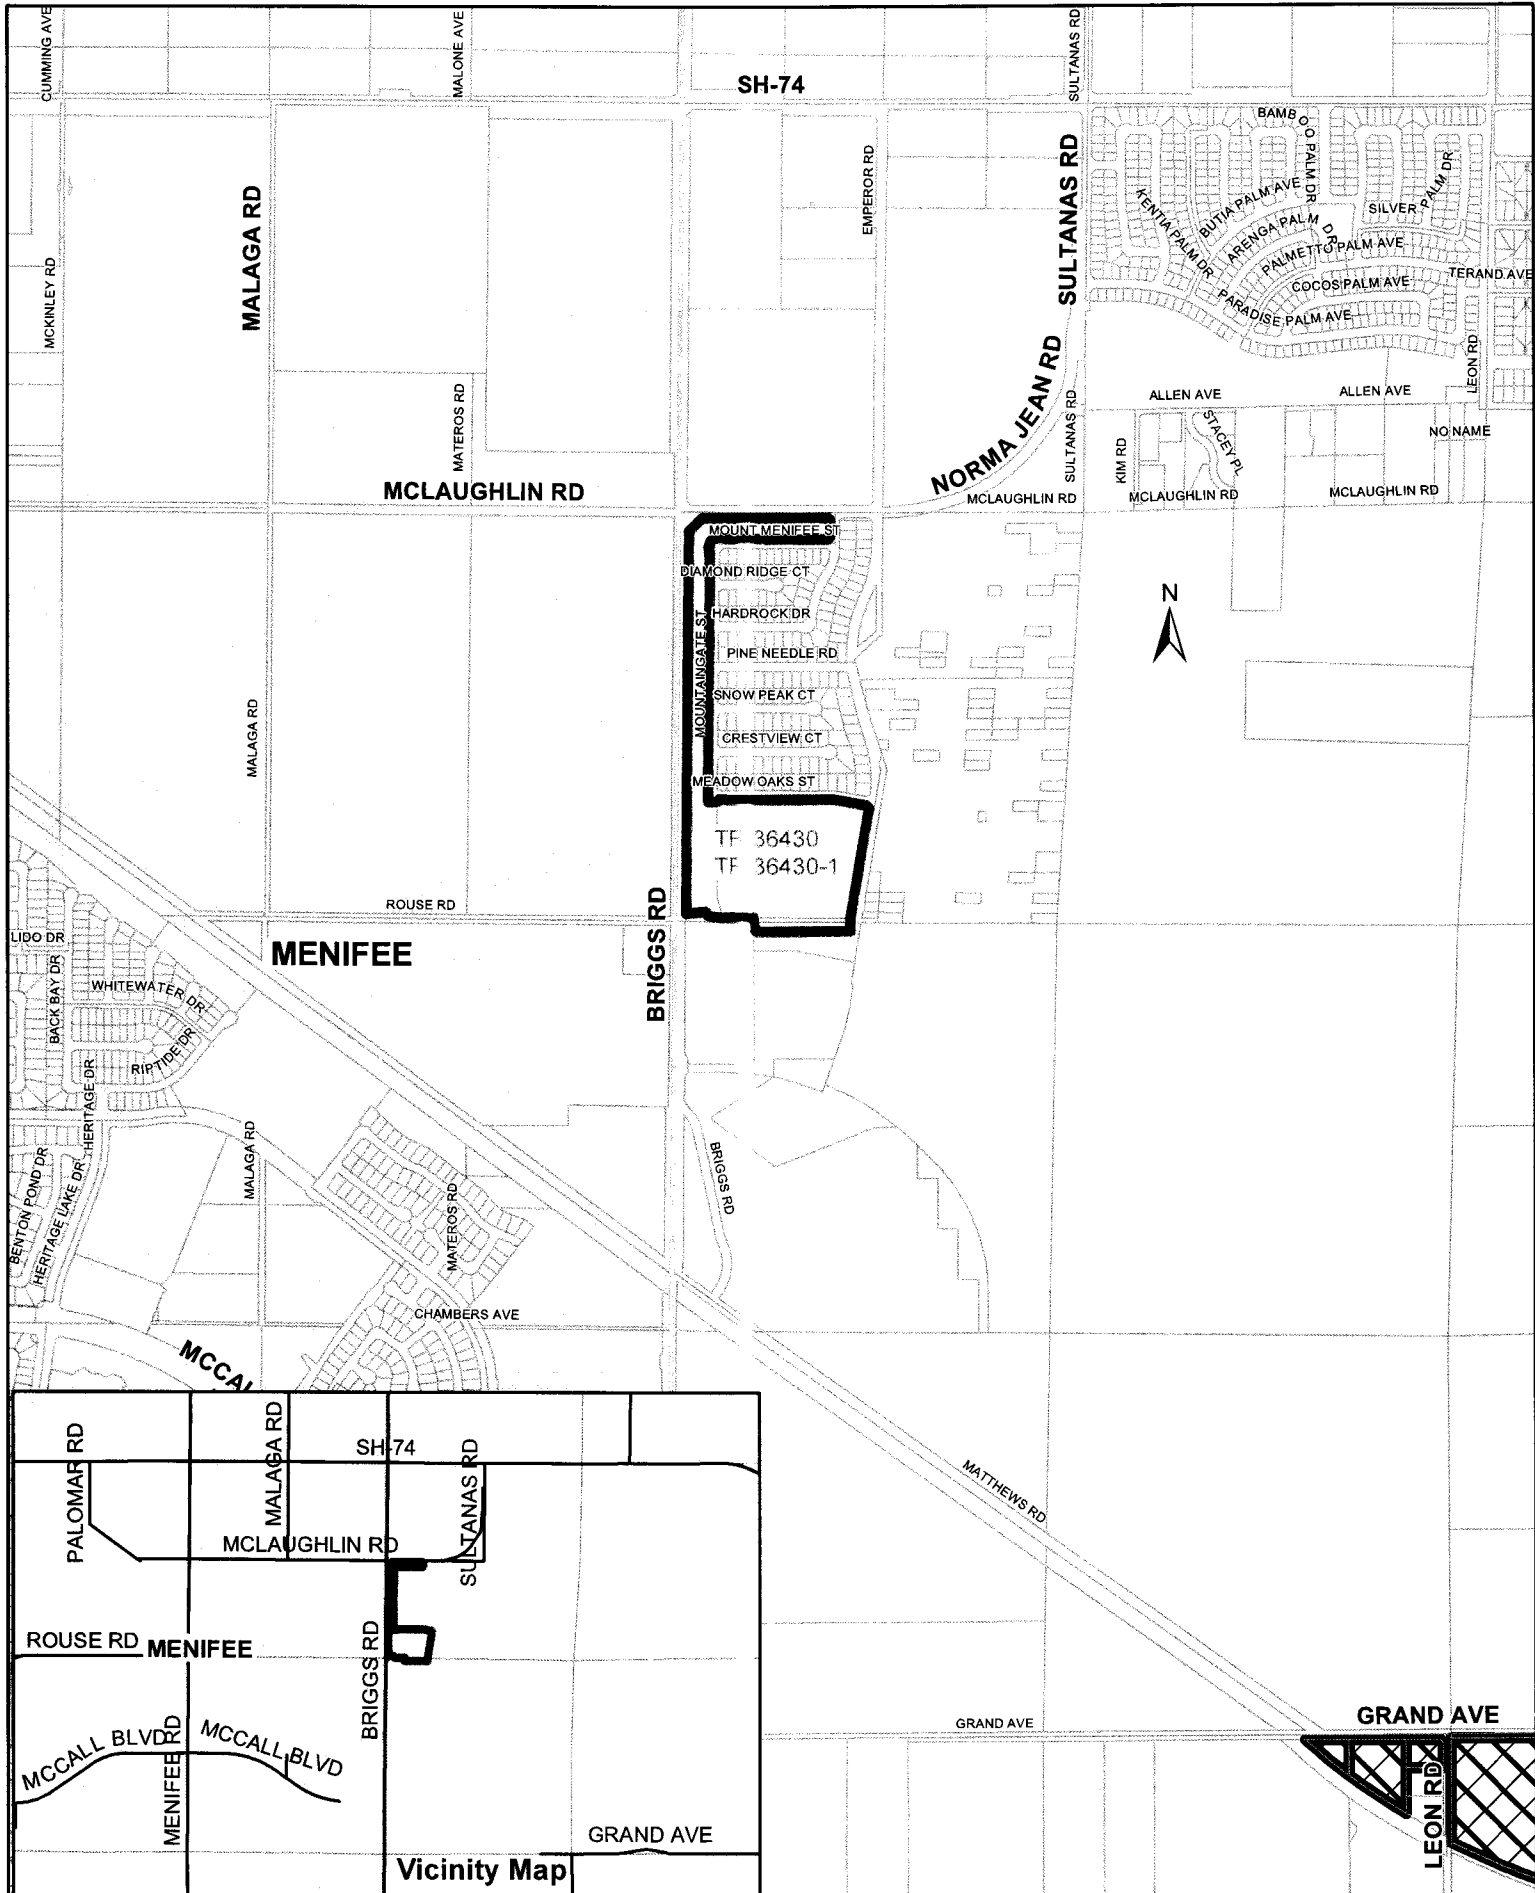 CUMMING AVE
MALONE AVE
SH-74
SULTANAS RD
BAMBOO PALM DR
MALAGA RD
EMPEROR RD
SULTANAS RD
KENTIA PALM DR
BUTIA PALM AVE
ARENGA PALM DR
SILVER PALM DR
PALMETTO PALM AVE
COCOS PALM AVE
TERAND AVE
PARADISE PALM AVE
MCKINLEY RD
LEON RD
NORMA JEAN RD
MATEROS RD
SULTANAS RD
ALLEN AVE
ALLEN AVE
STACEY PL
KIM RD
NO NAME
MCLAUGHLIN RD
MCLAUGHLIN RD
MCLAUGHLIN RD
MCLAUGHLIN RD
MOUNT MENIFEE ST
DIAMOND RIDGE CT
HARDROCK DR
MOUNTAINGATE ST
PINE NEEDLE RD
SNOW PEAK CT
CRESTVIEW CT
MEADOW OAKS ST
N
MALAGA RD
36430
36430-1
ROUSE RD
BRIGGS RD
MENIFEE
LIDO DR
BACK BAY DR
WHITEWATER DR
RIPTIDE DR
HERITAGE DR
MALAGA RD
BRIGGS RD
BENTON POND DR
HERITAGE LAKE DR
MATEROS RD
CHAMBERS AVE
MATTHEWS RD
GRAND AVE
GRAND AVE
LEON RD
PALOMAR RD
MALAGA RD
SH-74
SULTANAS RD
MCLAUGHLIN RD
ROUSE RD
MENIFEE
BRIGGS RD
MCCALL BLVD
MENIFEE RD
MCCALL BLVD
GRAND AVE
Vicinity Map